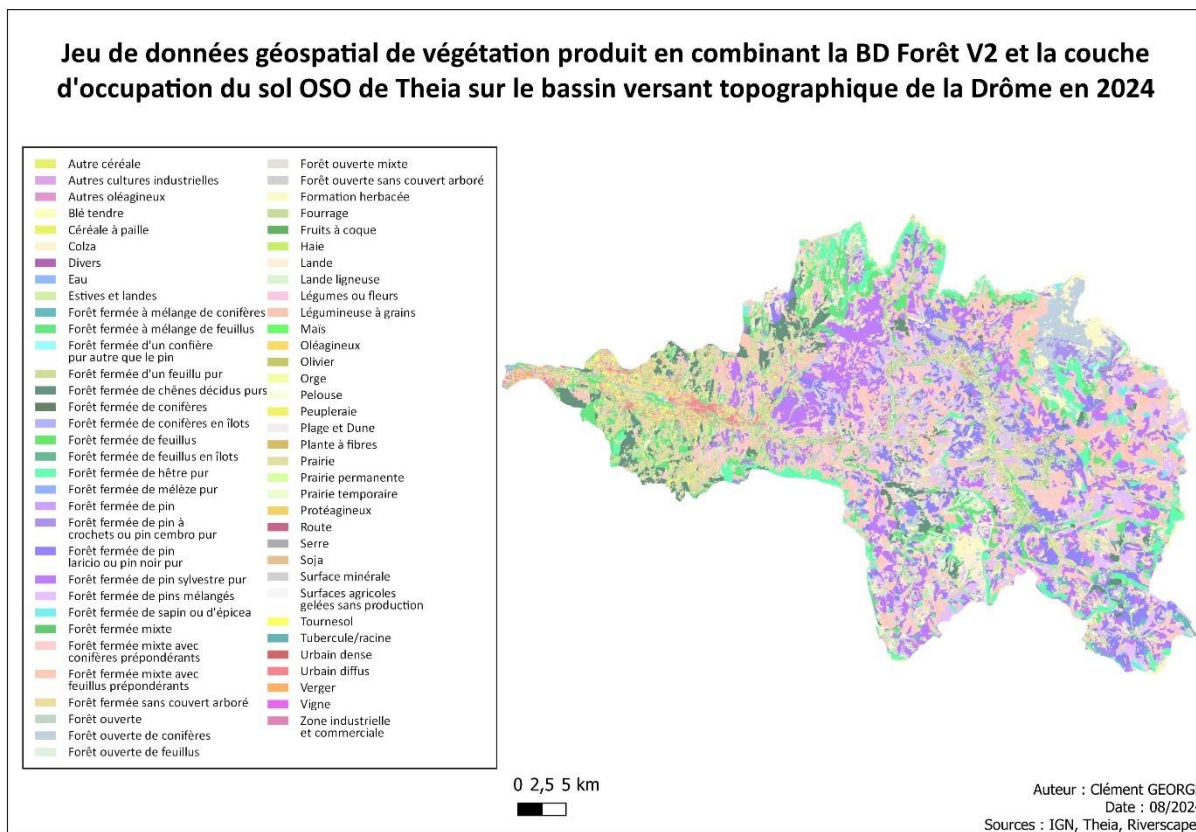 Jeu de données géospatial de végétation produit en combinant la BD Forêt V2 et la couche
d'occupation du sol OSO de Theia sur le bassin versant topographique de la Drôme en 2024
Autre céréale
Autres cultures industrielles
Autres oléagineux
Blé tendre
Céréale à paille
Colza
Divers
Eau
Estives et landes
Forêt fermée à mélange de conifères
Forêt fermée à mélange de feuillus
Forêt fermée d'un confière
pur autre que le pin
Forêt fermée d'un feuillu pur
Forêt fermée de chênes décidus purs
Forêt fermée de conifères
Forêt fermée de conifères en îlots
Forêt fermée de feuillus
Forêt fermée de feuillus en îlots
Forêt fermée de hêtre pur
Forêt fermée de mélèze pur
Forêt fermée de pin
Forêt fermée de pin à
crochets ou pin cembro pur
Forêt fermée de pin
laricio ou pin noir pur
Forêt fermée de pin sylvestre pur
Forêt fermée de pins mélangés
Forêt fermée de sapin ou d'épicea
Forêt fermée mixte
Forêt fermée mixte avec
conifères prépondérants
Forêt fermée mixte avec
feuillus prépondérants
Forêt fermée sans couvert arboré
Forêt ouverte
Forêt ouverte de conifères
Forêt ouverte de feuillus
Forêt ouverte mixte
Forêt ouverte sans couvert arboré
Formation herbacée
Fourrage
Fruits à coque
Haie
Lande
Lande ligneuse
Légumes ou fleurs
Légumineuse à grains
Maïs
Oléagineux
Olivier
Orge
Pelouse
Peupleraie
Plage et Dune
Plante à fibres
Prairie
Prairie permanente
Prairie temporaire
Protéagineux
Route
Serre
Soja
Surface minérale
Surfaces agricoles
gelées sans production
Tournesol
Tubercule/racine
Urbain dense
Urbain diffus
Verger
Vigne
Zone industrielle
et commerciale
0 2,5 5 km
Auteur : Clément GEORG
Date : 08/202
Sources : IGN, Theia, Riverscape